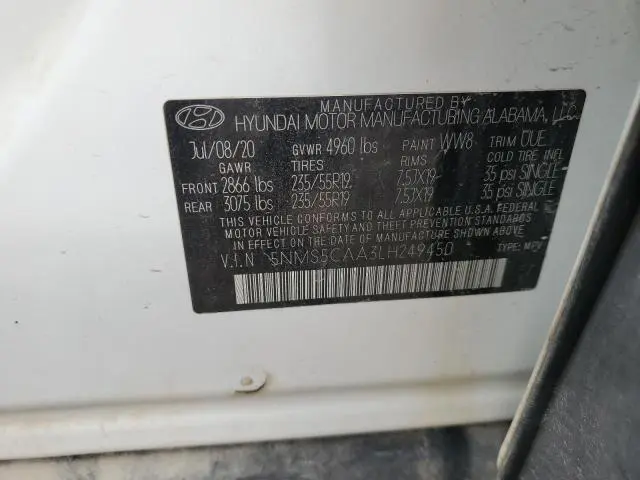 MANUFACTURED BY
HYUNDAI MOTOR MANUFACTURING ALABAMA, LLC
Jul/08/20 GVWR 4960 lbs PAINT WW8 TRIM UUE
GAWR TIRES RIMS COLD TIRE INFL
FRONT 2866 lbs 235/55R19 7.5JX19 35 psi SINGLE
REAR 3075 lbs 235/55R19 7.5JX19 35 psi SINGLE
THIS VEHICLE CONFORMS TO ALL APPLICABLE U.S.A. FEDERAL
MOTOR VEHICLE SAFETY AND THEFT PREVENTION STANDARDS
IN EFFECT ON THE DATE OF MANUFACTURE SHOWN ABOVE.
V.I.N 5NMS5CAA3LH249450 TYPE: MPV